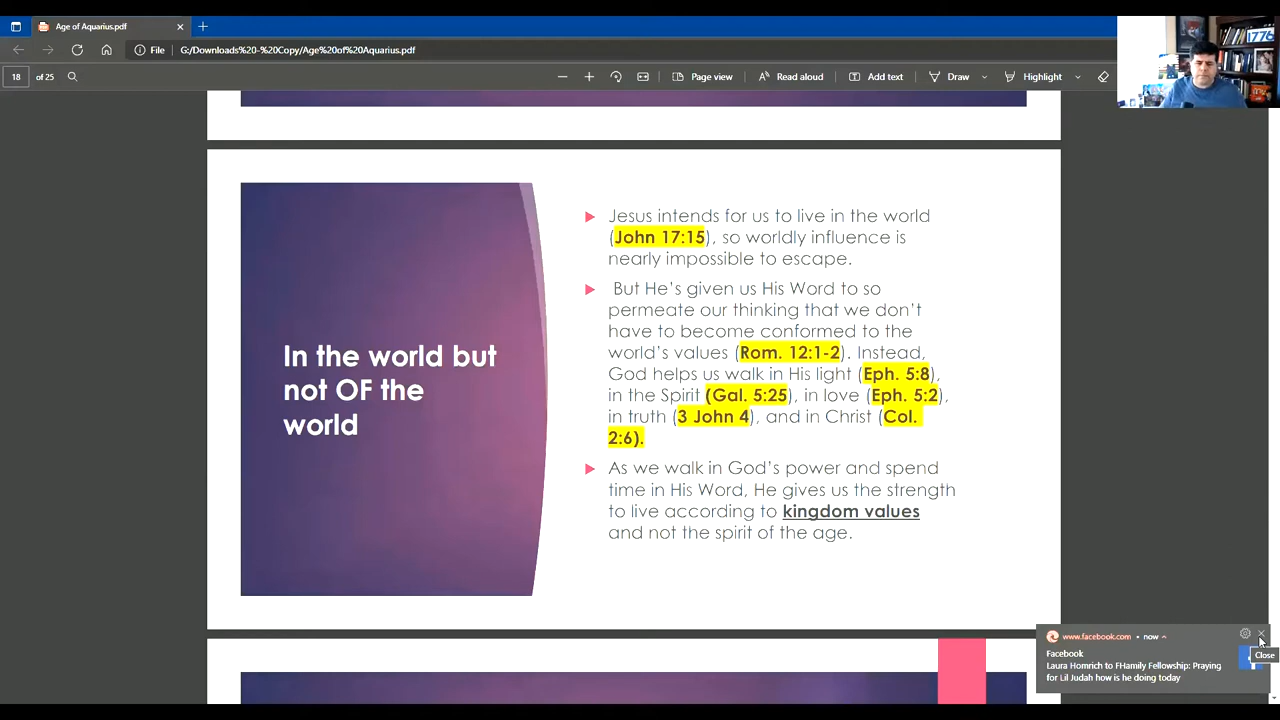 Age of Aquarius.pdf
File
G:/Downloads%20-%20Copy/Age%20of%20Aquarius.pdf
18 of 25
Page view
Read aloud
Add text
Draw
Highlight
1776
In the world but
not OF the
world
Jesus intends for us to live in the world
(John 17:15), so worldly influence is
nearly impossible to escape.
But He’s given us His Word to so
permeate our thinking that we don’t
have to become conformed to the
world’s values (Rom. 12:1-2). Instead,
God helps us walk in His light (Eph. 5:8),
in the Spirit (Gal. 5:25), in love (Eph. 5:2),
in truth (3 John 4), and in Christ (Col.
2:6).
As we walk in God’s power and spend
time in His Word, He gives us the strength
to live according to kingdom values
and not the spirit of the age.
www.facebook.com • now
Close
Facebook
Laura Homrich to FHamily Fellowship: Praying
for Lil Judah how is he doing today